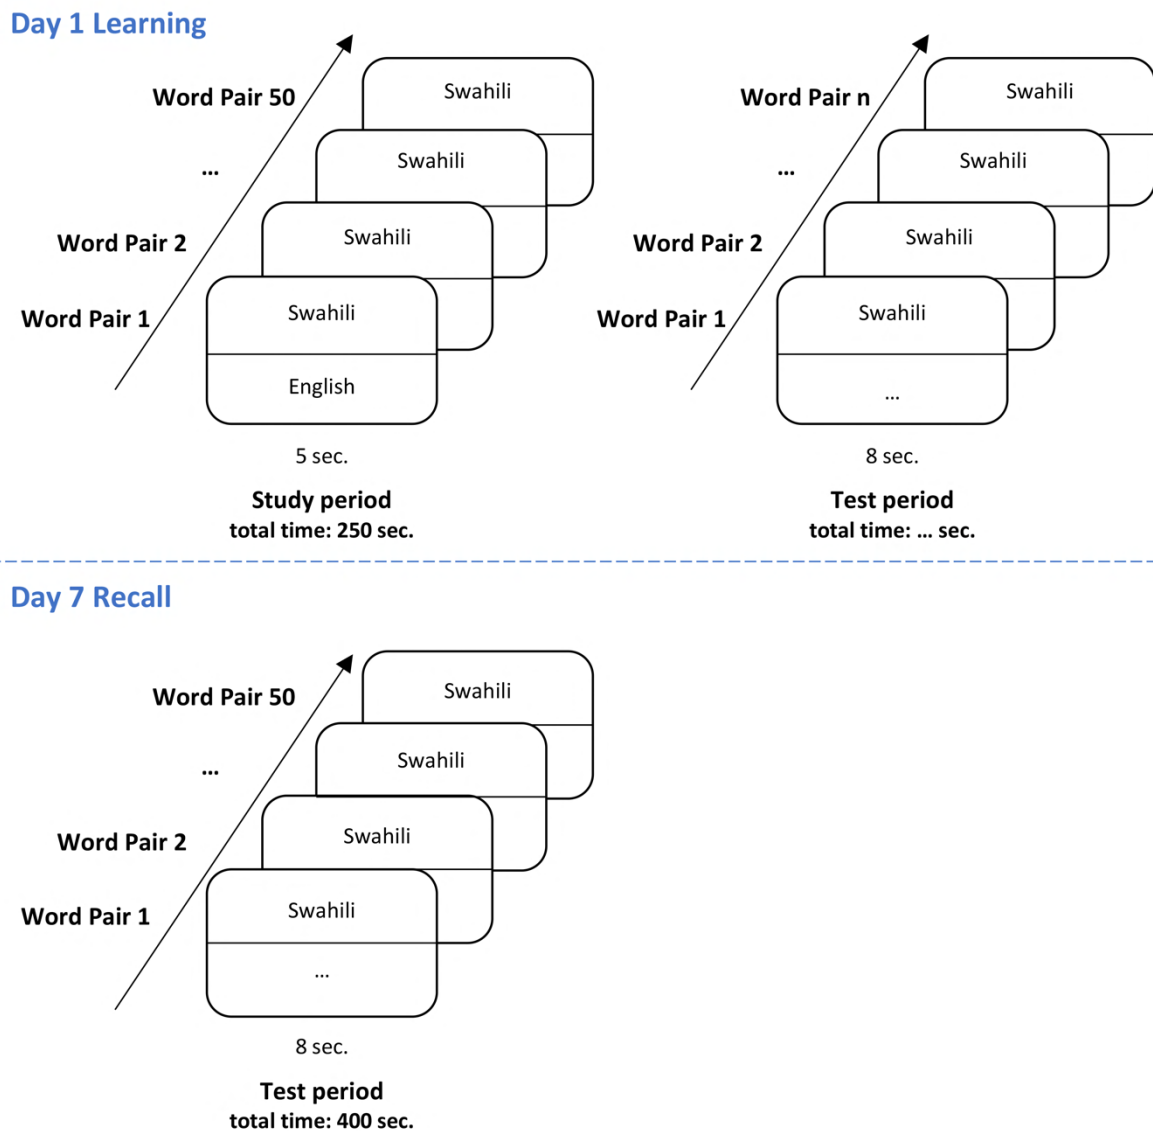 Day 1 Learning
Word Pair 50
Swahili
...
Swahili
Word Pair 2
Swahili
Word Pair 1
Swahili
English
5 sec.
Study period
total time: 250 sec.
Word Pair n
Swahili
...
Swahili
Word Pair 2
Swahili
Word Pair 1
Swahili
...
8 sec.
Test period
total time: ... sec.
Day 7 Recall
Word Pair 50
Swahili
...
Swahili
Word Pair 2
Swahili
Word Pair 1
Swahili
...
8 sec.
Test period
total time: 400 sec.